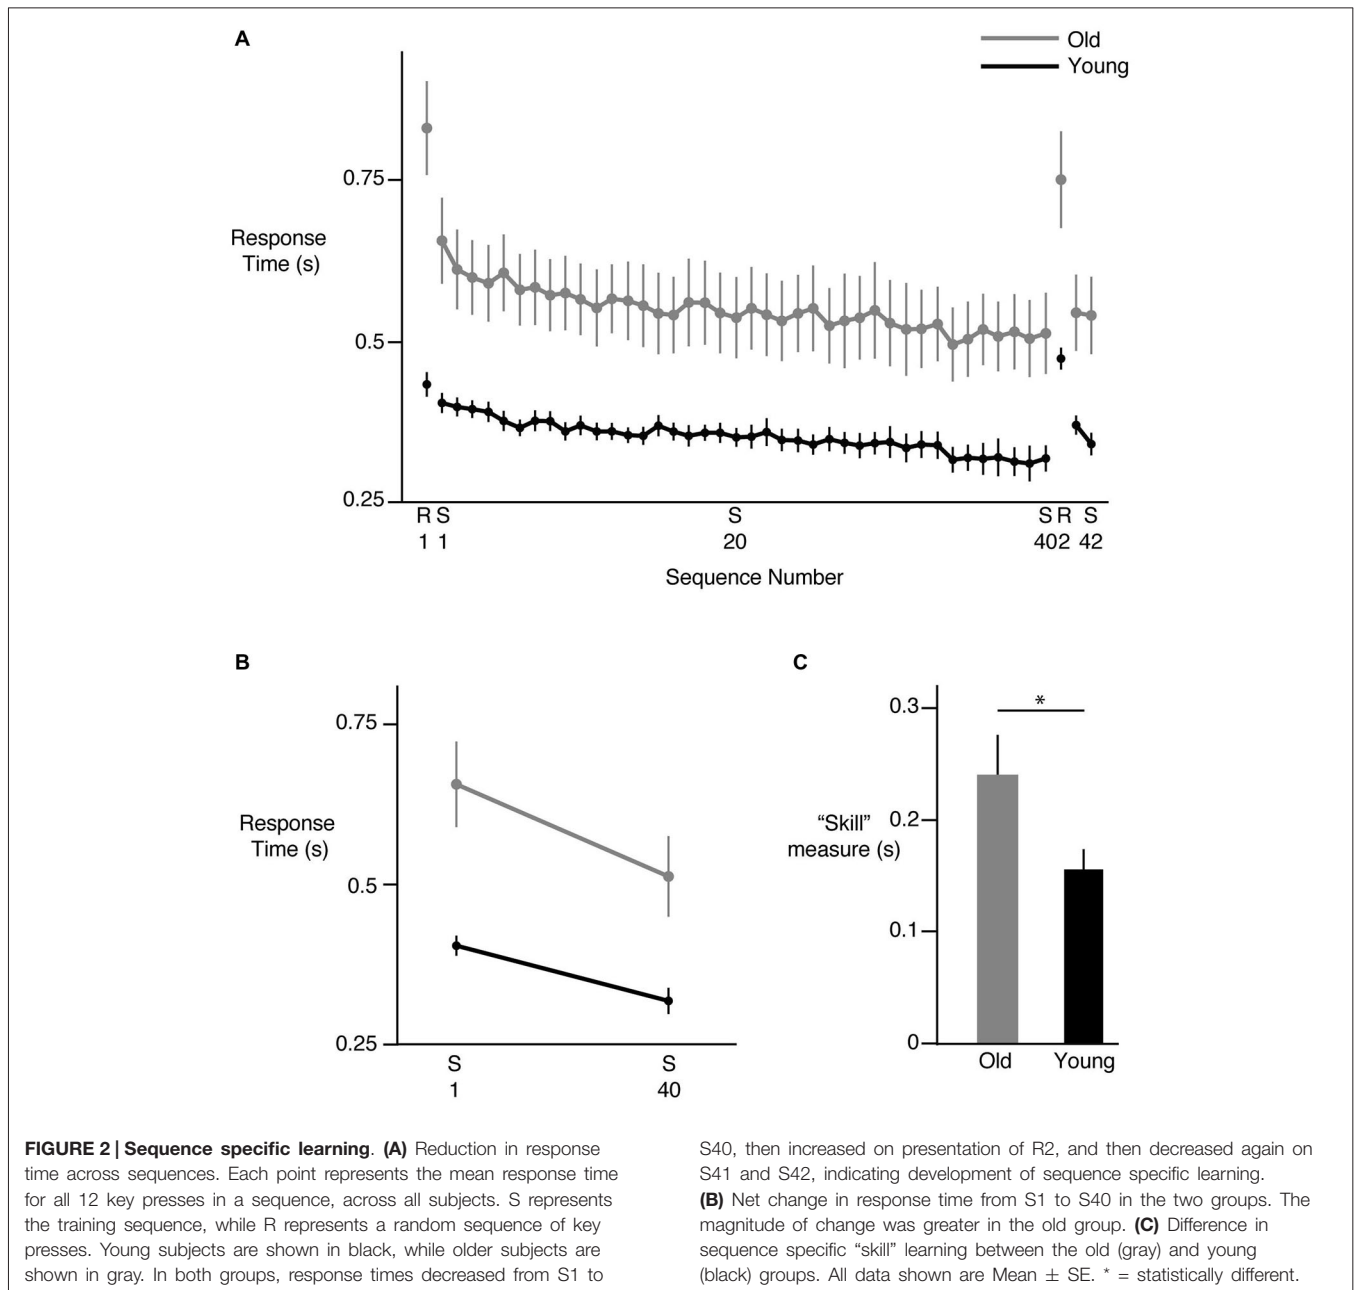 A
Old
Young
0.75
Response
Time (s)
0.5
0.25
R S S S R S
1 1 20 402 42
Sequence Number
B
0.75
Response
Time (s)
0.5
0.25
S S
1 40
C
*
0.3
"Skill"
0.2
measure (s)
0.1
0
Old Young
FIGURE 2 | Sequence specific learning. (A) Reduction in response
time across sequences. Each point represents the mean response time
for all 12 key presses in a sequence, across all subjects. S represents
the training sequence, while R represents a random sequence of key
presses. Young subjects are shown in black, while older subjects are
shown in gray. In both groups, response times decreased from S1 to
S40, then increased on presentation of R2, and then decreased again on
S41 and S42, indicating development of sequence specific learning.
(B) Net change in response time from S1 to S40 in the two groups. The
magnitude of change was greater in the old group. (C) Difference in
sequence specific “skill” learning between the old (gray) and young
(black) groups. All data shown are Mean ± SE. * = statistically different.